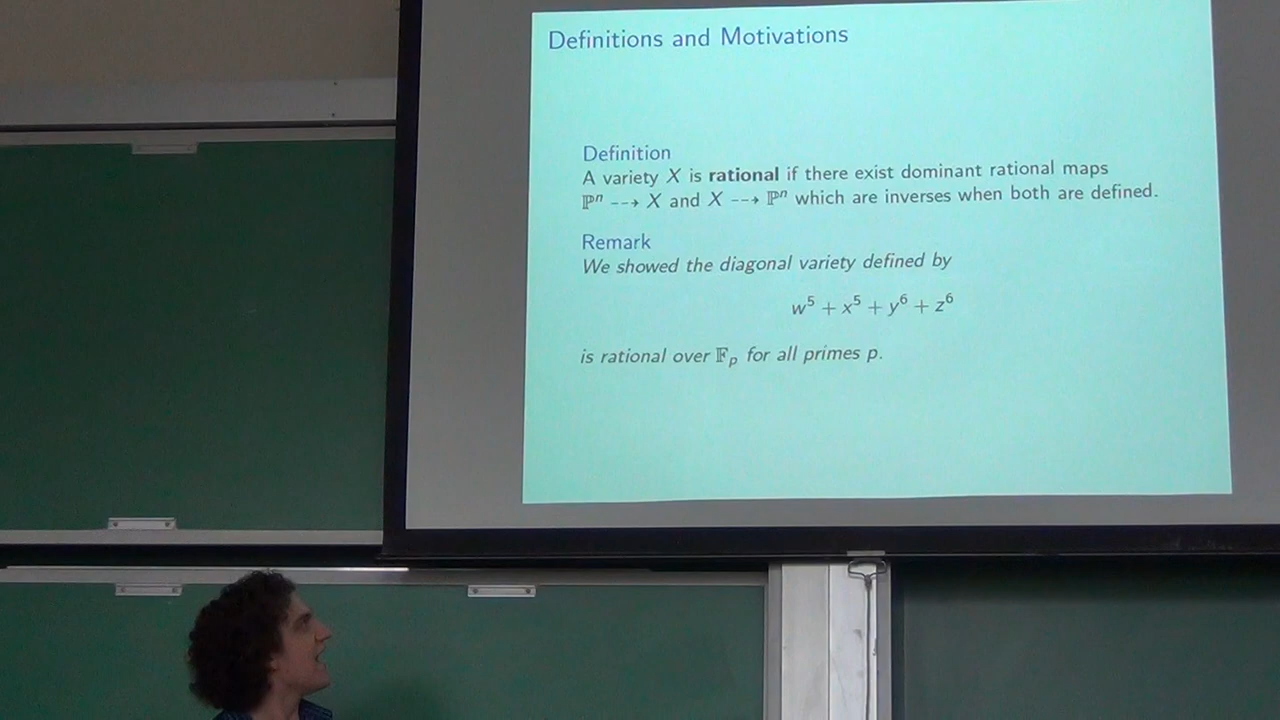 Definitions and Motivations
Definition
A variety X is rational if there exist dominant rational maps
ℙⁿ ⇢ X and X ⇢ ℙⁿ which are inverses when both are defined.
Remark
We showed the diagonal variety defined by
w⁵ + x⁵ + y⁶ + z⁶
is rational over 𝔽ₚ for all primes p.